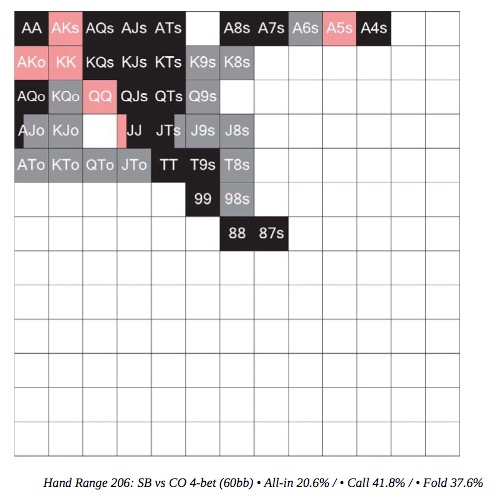 AA AKs AQs AJs ATs A8s A7s A6s A5s A4s
AKo KK KQs KJs KTs K9s K8s
AQo KQo QQ QJs QTs Q9s
AJo KJo JJ JTs J9s J8s
ATo KTo QTo JTo TT T9s T8s
99 98s
88 87s
Hand Range 206: SB vs CO 4-bet (60bb) • All-in 20.6% / • Call 41.8% / • Fold 37.6%